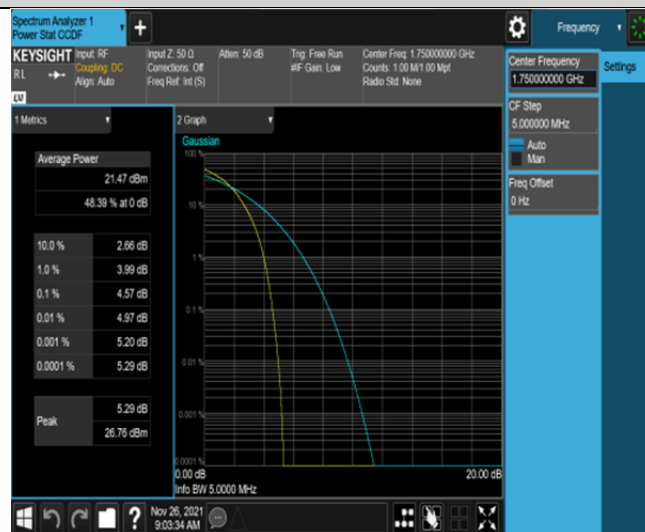 Spectrum Analyzer 1
Power Stat CCDF
+
Frequency
KEYSIGHT
RL
LXI
Input: RF
Coupling: DC
Align: Auto
Input Z: 50 Ω
Corrections: Off
Freq Ref: Int (S)
Atten: 50 dB
Trig: Free Run
#IF Gain: Low
Center Freq: 1.750000000 GHz
Counts: 1.00 M/1.00 Mpt
Radio Std: None
Center Frequency
1.750000000 GHz
Settings
CF Step
5.000000 MHz
Auto
Man
Freq Offset
0 Hz
1 Metrics
Average Power
21.47 dBm
48.39 % at 0 dB
10.0 % 2.66 dB
1.0 % 3.99 dB
0.1 % 4.57 dB
0.01 % 4.97 dB
0.001 % 5.20 dB
0.0001 % 5.29 dB
Peak 5.29 dB
26.76 dBm
2 Graph
Gaussian
100 %
10 %
1 %
0.1 %
0.01 %
0.001 %
0.0001 %
0.00 dB 20.00 dB
Info BW 5.0000 MHz
?
Nov 26, 2021
9:03:34 AM